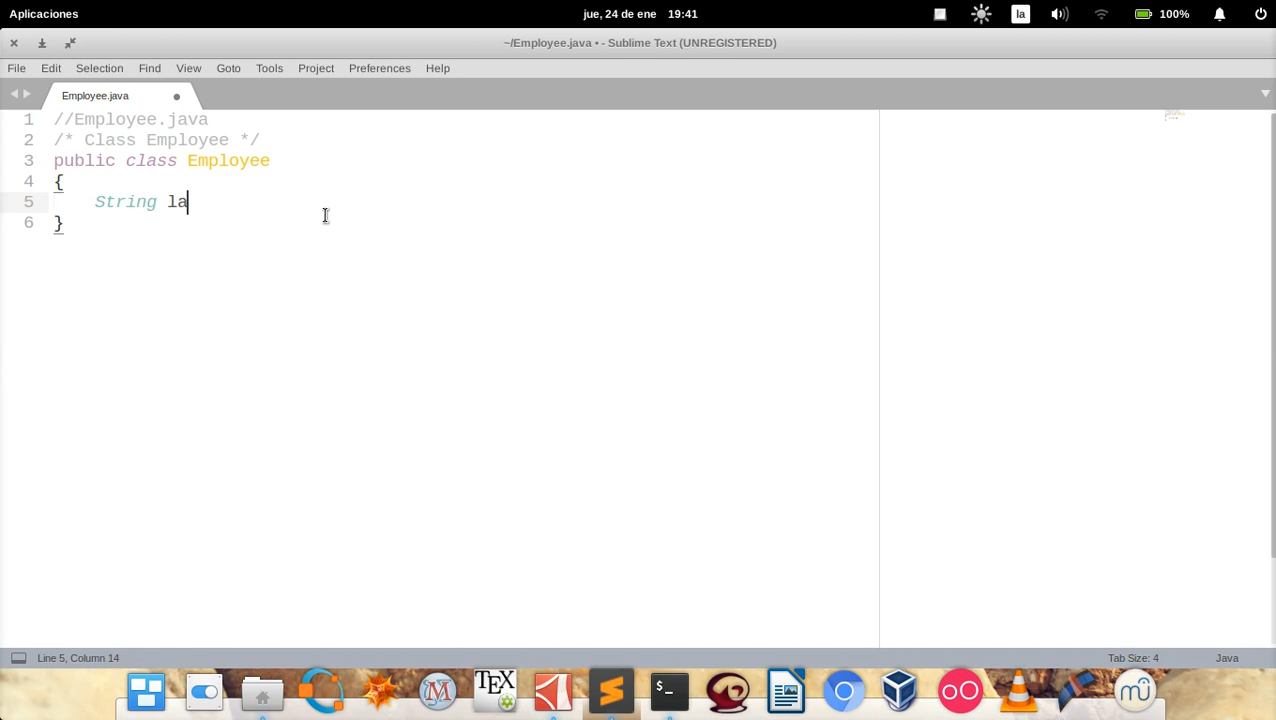 Aplicaciones jue, 24 de ene 19:41 la 100%
~/Employee.java • - Sublime Text (UNREGISTERED)
File Edit Selection Find View Goto Tools Project Preferences Help
Employee.java
1 //Employee.java
2 /* Class Employee */
3 public class Employee
4 {
5 String la
6 }
Line 5, Column 14 Tab Size: 4 Java
TEX $_ mü